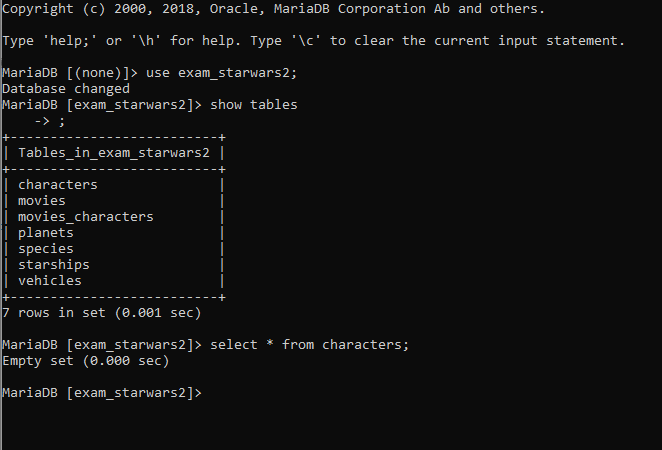 Copyright (c) 2000, 2018, Oracle, MariaDB Corporation Ab and others.
Type 'help;' or '\h' for help. Type '\c' to clear the current input statement.
MariaDB [(none)]> use exam_starwars2;
Database changed
MariaDB [exam_starwars2]> show tables
    -> ;
+--------------------------+
| Tables_in_exam_starwars2 |
+--------------------------+
| characters               |
| movies                   |
| movies_characters        |
| planets                  |
| species                  |
| starships                |
| vehicles                 |
+--------------------------+
7 rows in set (0.001 sec)
MariaDB [exam_starwars2]> select * from characters;
Empty set (0.000 sec)
MariaDB [exam_starwars2]>